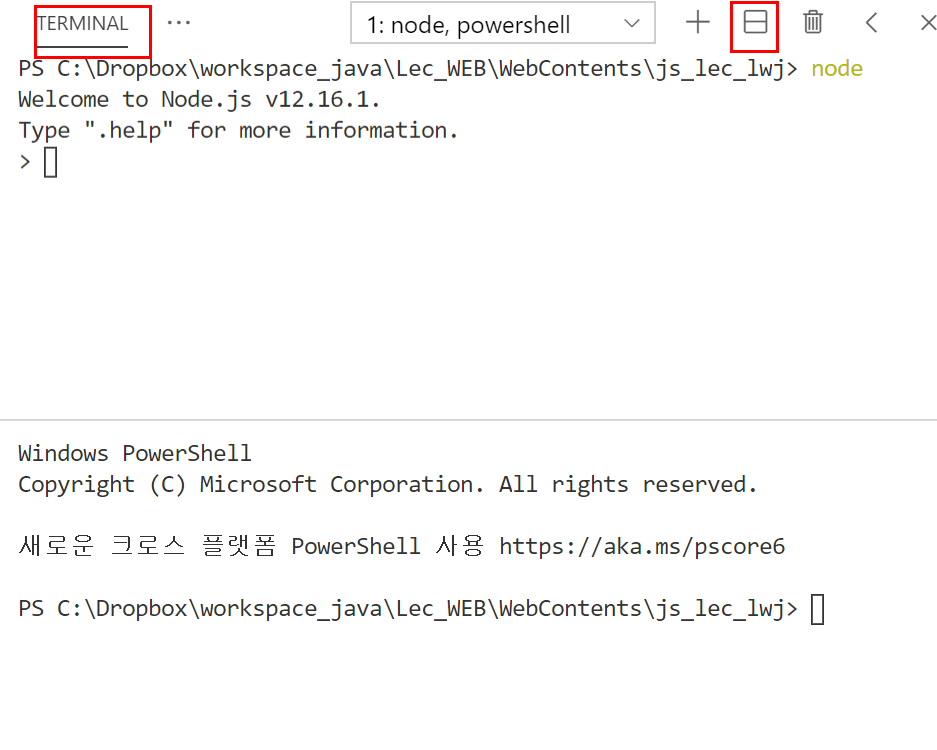 TERMINAL ··· 1: node, powershell
PS C:\Dropbox\workspace_java\Lec_WEB\WebContents\js_lec_lwj> node
Welcome to Node.js v12.16.1.
Type ".help" for more information.
>
Windows PowerShell
Copyright (C) Microsoft Corporation. All rights reserved.
새로운 크로스 플랫폼 PowerShell 사용 https://aka.ms/pscore6
PS C:\Dropbox\workspace_java\Lec_WEB\WebContents\js_lec_lwj>